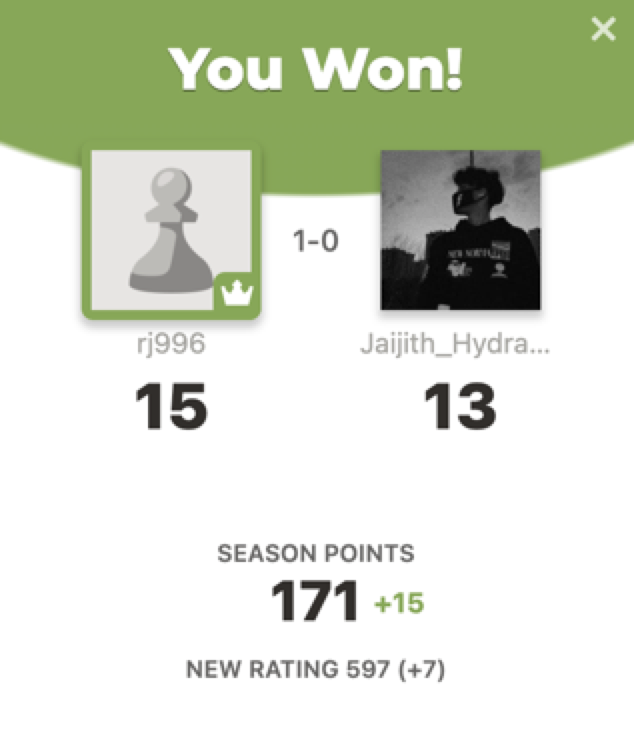 You Won!
1-0
rj996
Jaijith_Hydra...
15
13
SEASON POINTS
171 +15
NEW RATING 597 (+7)